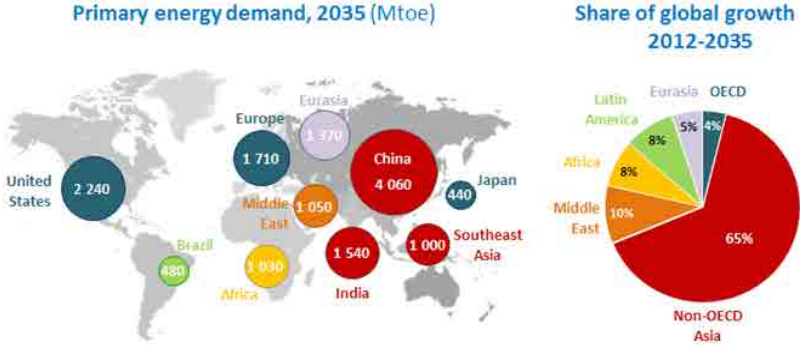 Primary energy demand, 2035 (Mtoe)
United
States
2 240
Brazil
480
Europe
1 710
Eurasia
1 370
Middle
East
1 050
Africa
1 030
China
4 060
India
1 540
Southeast
Asia
1 000
Japan
440
Share of global growth
2012-2035
OECD
4%
Eurasia
5%
Latin
America
8%
Africa
8%
Middle
East
10%
65%
Non-OECD
Asia